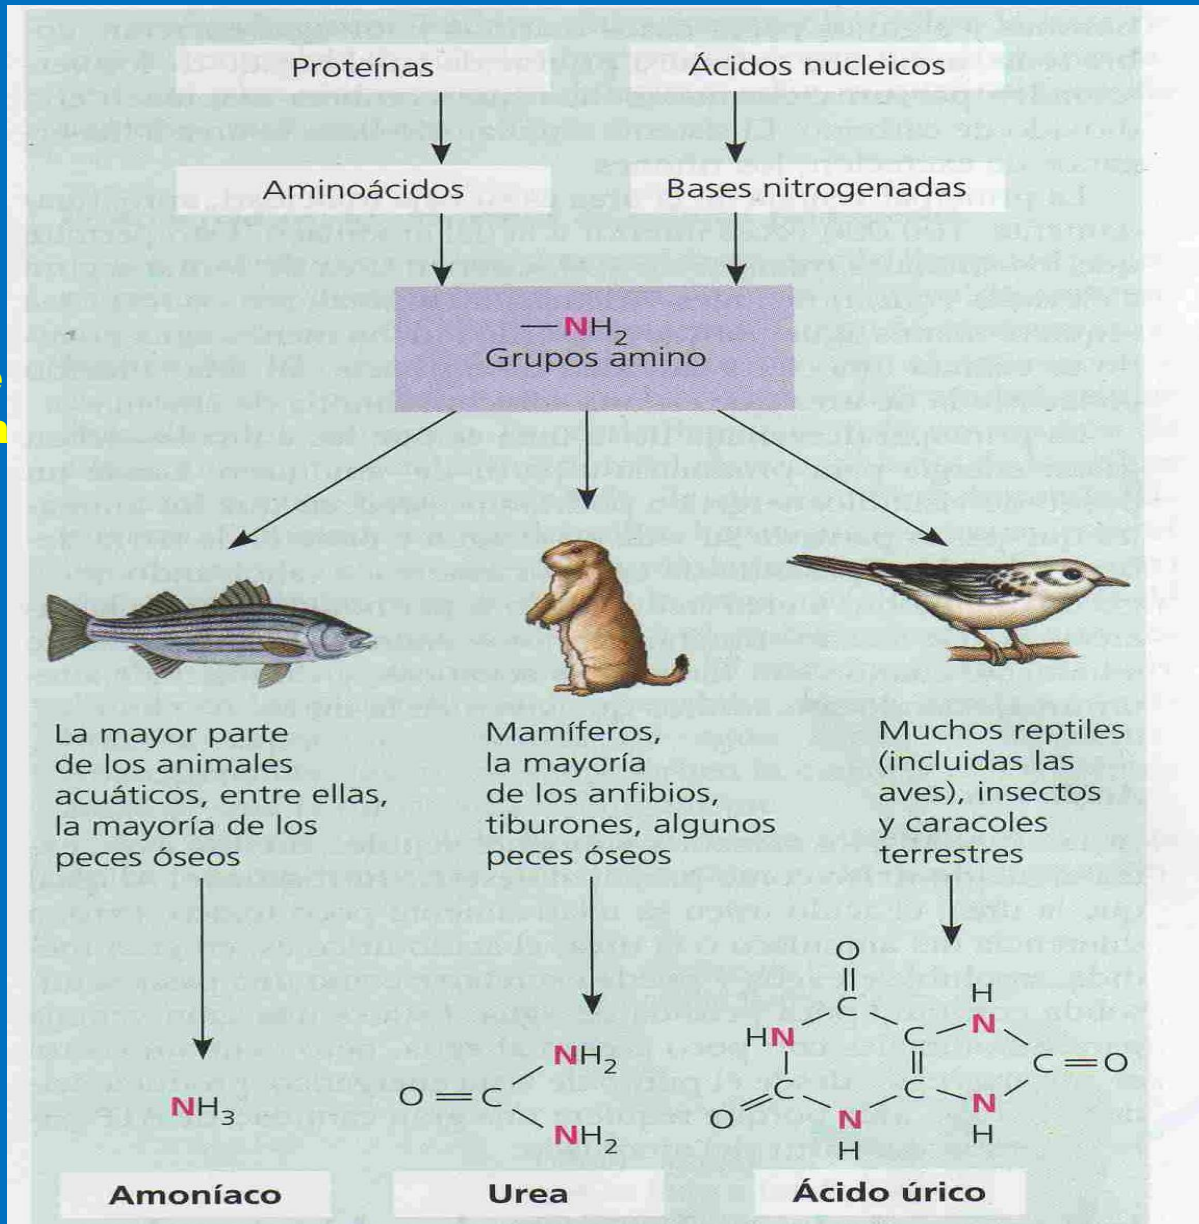 Proteínas
Ácidos nucleicos
Aminoácidos
Bases nitrogenadas
—NH₂
Grupos amino
La mayor parte
de los animales
acuáticos, entre ellas,
la mayoría de los
peces óseos
Mamíferos,
la mayoría
de los anfibios,
tiburones, algunos
peces óseos
Muchos reptiles
(incluidas las
aves), insectos
y caracoles
terrestres
NH₃
O=C
NH₂
NH₂
O
C
HN
C
H
N
C=O
O
C
C
N
H
N
H
Amoníaco
Urea
Ácido úrico